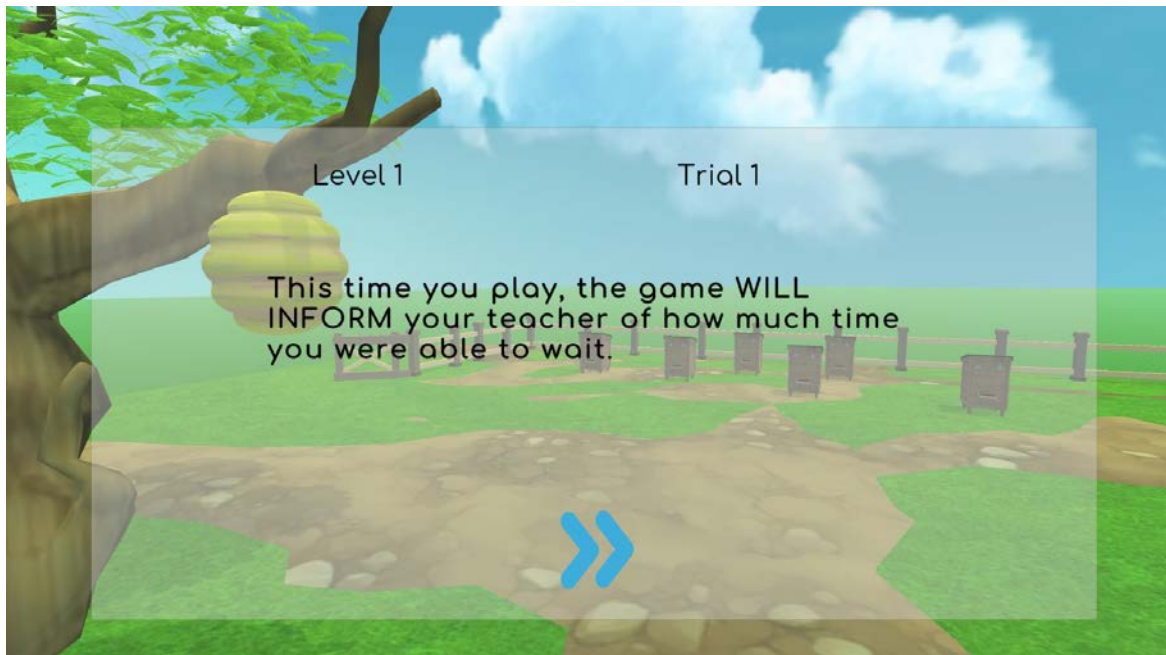 Level 1
Trial 1
This time you play, the game WILL
INFORM your teacher of how much time
you were able to wait.